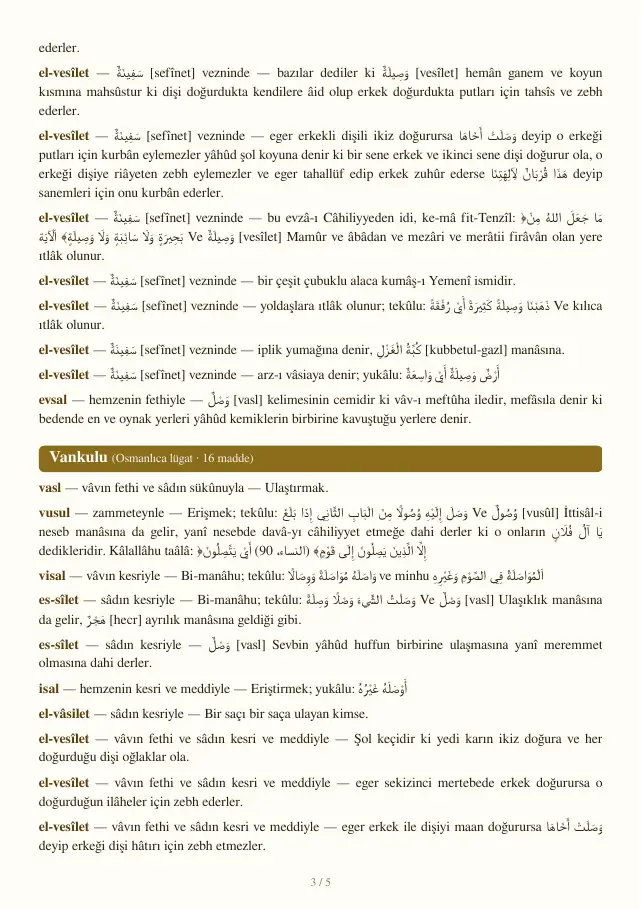 ederler.
el-vesîlet — سَفِينَةٌ [sefînet] vezninde — bazılar dediler ki وَصِيلَةٌ [vesîlet] hemân ganem ve koyun
kısmına mahsûstur ki dişi doğurdukta kendilere âid olup erkek doğurdukta putları için tahsîs ve zebh
ederler.
el-vesîlet — سَفِينَةٌ [sefînet] vezninde — eger erkekli dişili ikiz doğurursa وَصَلَتْ أَخَاهَا deyip o erkeği
putları için kurbân eylemezler yâhûd şol koyuna denir ki bir sene erkek ve ikinci sene dişi doğurur ola, o
erkeği dişiye riâyeten zebh eylemezler ve eger tahallüf edip erkek zuhûr ederse هَذَا قُرْبَانٌ لِآلِهَتِنَا deyip
sanemleri için onu kurbân ederler.
el-vesîlet — سَفِينَةٌ [sefînet] vezninde — bu evzâ-ı Câhiliyyeden idi, ke-mâ fit-Tenzîl: ﴿مَا جَعَلَ اللهُ مِنْ
بَحِيرَةٍ وَلَا سَائِبَةٍ وَلَا وَصِيلَةٍ﴾ اَلْآيَة Ve وَصِيلَةٌ [vesîlet] Mamûr ve âbâdan ve mezâri ve merâtii firâvân olan yere
ıtlâk olunur.
el-vesîlet — سَفِينَةٌ [sefînet] vezninde — bir çeşit çubuklu alaca kumâş-ı Yemenî ismidir.
el-vesîlet — سَفِينَةٌ [sefînet] vezninde — yoldaşlara ıtlâk olunur; tekûlu: ذَهَبْنَا وَصِيلَةً كَثِيرَةً أَيْ رُفْقَةً Ve kılıca
ıtlâk olunur.
el-vesîlet — سَفِينَةٌ [sefînet] vezninde — iplik yumağına denir, كُبَّةُ الْغَزْلِ [kubbetul-gazl] manâsına.
el-vesîlet — سَفِينَةٌ [sefînet] vezninde — arz-ı vâsiaya denir; yukâlu: أَرْضٌ وَصِيلَةٌ أَيْ وَاسِعَةٌ
evsal — hemzenin fethiyle — وَصْلٌ [vasl] kelimesinin cemidir ki vâv-ı meftûha iledir, mefâsıla denir ki
bedende en ve oynak yerleri yâhûd kemiklerin birbirine kavuştuğu yerlere denir.
Vankulu (Osmanlıca lügat · 16 madde)
vasl — vâvın fethi ve sâdın sükûnuyla — Ulaştırmak.
vusul — zammeteynle — Erişmek; tekûlu: وَصَلَ إِلَيْهِ وُصُولًا مِنَ الْبَابِ الثَّانِي إِذَا بَلَغَ Ve وُصُولٌ [vusûl] İttisâl-i
neseb manâsına da gelir, yanî nesebde davâ-yı câhiliyyet etmeğe dahi derler ki o onların يَا آلَ فُلَانٍ
dedikleridir. Kâlallâhu taâlâ: ﴿إِلَّا الَّذِينَ يَصِلُونَ إِلَى قَوْمٍ﴾ (النساء، 90) أَيْ يَتَّصِلُونَ
visal — vâvın kesriyle — Bi-manâhu; tekûlu: وَاصَلَهُ مُوَاصَلَةً وَوِصَالًا ve minhu اَلْمُوَاصَلَةُ فِي الصَّوْمِ وَغَيْرِهِ
es-sîlet — sâdın kesriyle — Bi-manâhu; tekûlu: وَصَلْتُ الشَّيْءَ وَصْلًا وَصِلَةً Ve وَصْلٌ [vasl] Ulaşıklık manâsına
da gelir, هَجْرٌ [hecr] ayrılık manâsına geldiği gibi.
es-sîlet — sâdın kesriyle — وَصْلٌ [vasl] Sevbin yâhûd huffun birbirine ulaşmasına yanî meremmet
olmasına dahi derler.
isal — hemzenin kesri ve meddiyle — Eriştirmek; yukâlu: أَوْصَلَهُ غَيْرُهُ
el-vâsilet — sâdın kesriyle — Bir saçı bir saça ulayan kimse.
el-vesîlet — vâvın fethi ve sâdın kesri ve meddiyle — Şol keçidir ki yedi karın ikiz doğura ve her
doğurduğu dişi oğlaklar ola.
el-vesîlet — vâvın fethi ve sâdın kesri ve meddiyle — eger sekizinci mertebede erkek doğurursa o
doğurduğun ilâheler için zebh ederler.
el-vesîlet — vâvın fethi ve sâdın kesri ve meddiyle — eger erkek ile dişiyi maan doğurursa وَصَلَتْ أَخَاهَا
deyip erkeği dişi hâtırı için zebh etmezler.
3 / 5